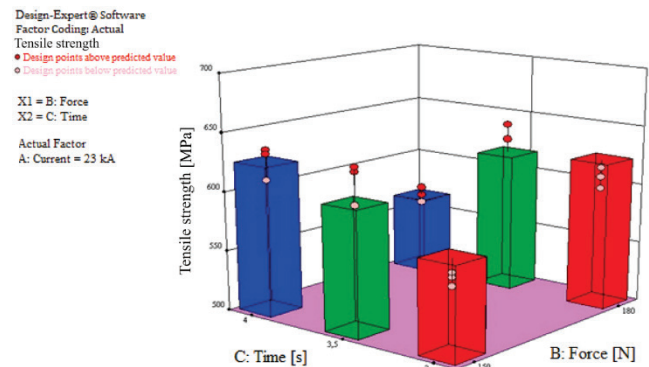 Design-Expert® Software
Factor Coding: Actual
Tensile strength
Design points above predicted value
Design points below predicted value
X1 = B: Force
X2 = C: Time
Actual Factor
A: Current = 23 kA
Tensile strength [MPa]
700
650
600
550
500
4
3,5
180
C: Time [s]
B: Force [N]